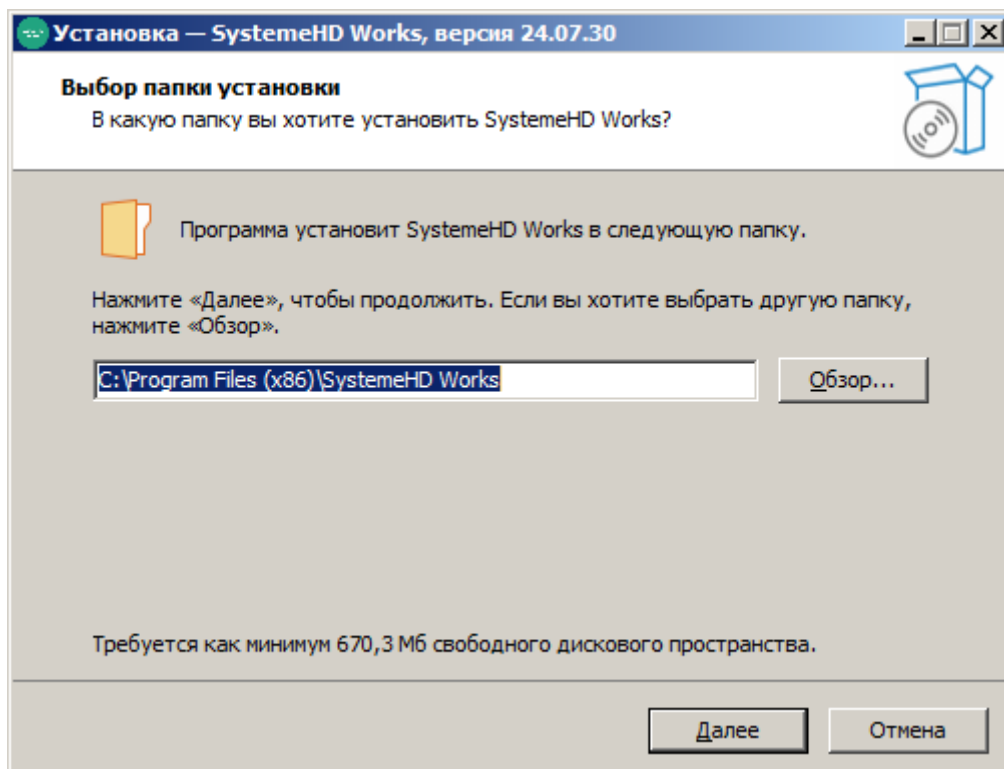 Установка — SystemeHD Works, версия 24.07.30
Выбор папки установки
В какую папку вы хотите установить SystemeHD Works?
Программа установит SystemeHD Works в следующую папку.
Нажмите «Далее», чтобы продолжить. Если вы хотите выбрать другую папку,
нажмите «Обзор».
C:\Program Files (x86)\SystemeHD Works
Обзор...
Требуется как минимум 670,3 Мб свободного дискового пространства.
Далее
Отмена